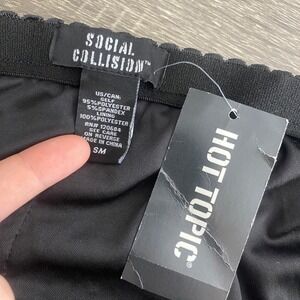 SOCIAL
COLLISION™
US/CAN:
SELF
95%POLYESTER
5%SPANDEX
LINING
100%POLYESTER
RN# 120684
SEE CARE
ON REVERSE
MADE IN CHINA
SM
HOT TOPIC®